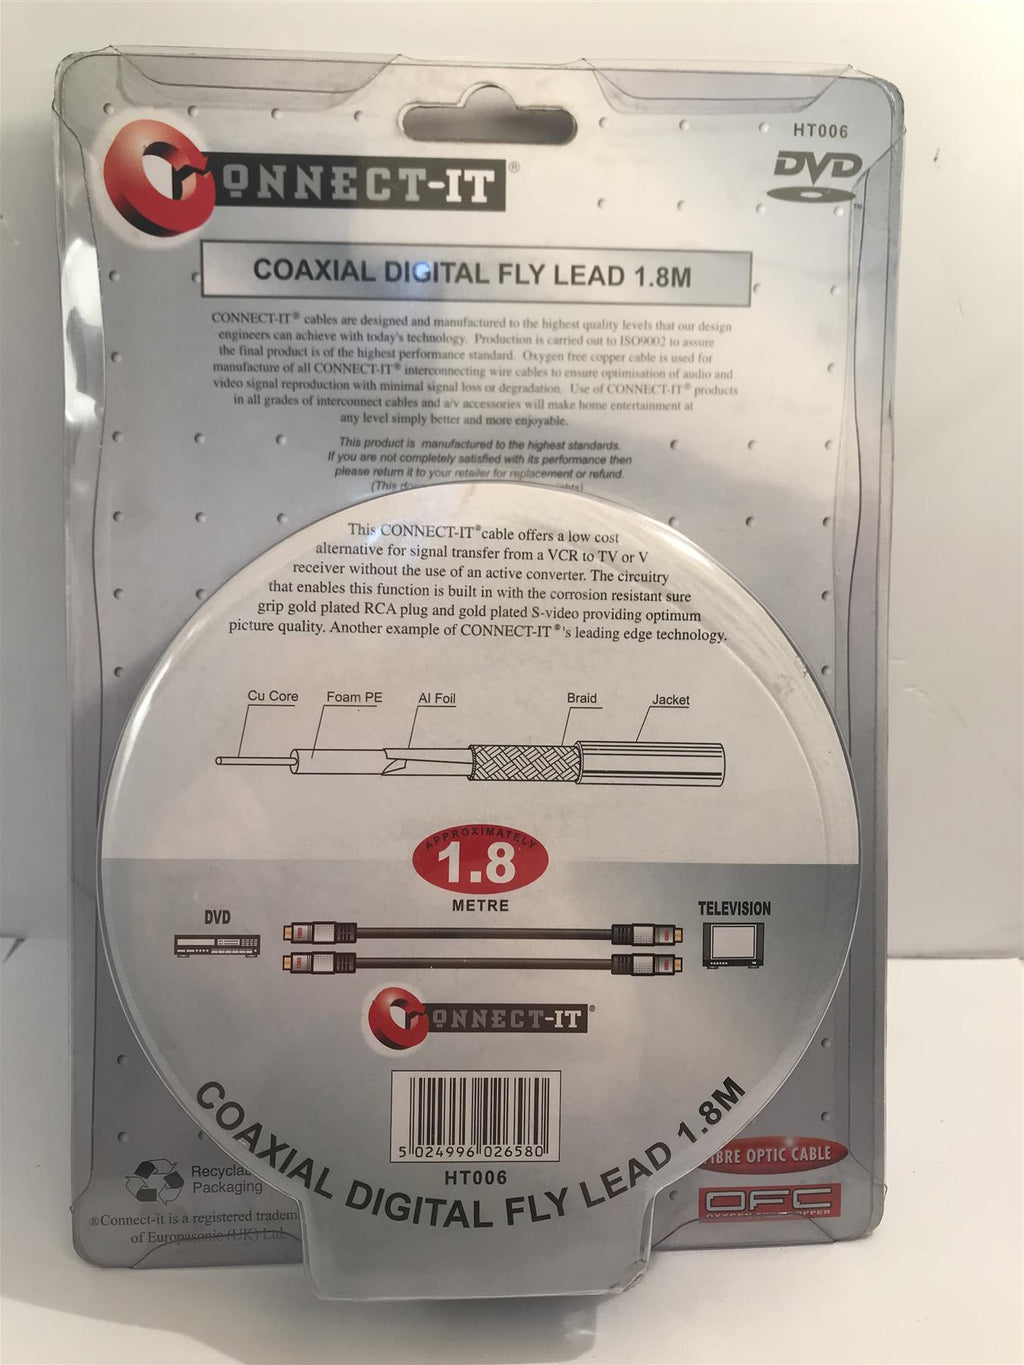 HT006
DVD
TM
CONNECT-IT®
COAXIAL DIGITAL FLY LEAD 1.8M
CONNECT-IT® cables are designed and manufactured to the highest quality levels that our design
engineers can achieve with today's technology. Production is carried out to ISO9002 to assure
the final product is of the highest performance standard. Oxygen free copper cable is used for
manufacture of all CONNECT-IT® interconnecting wire cables to ensure optimisation of audio and
video signal reproduction with minimal signal loss or degradation. Use of CONNECT-IT® products
in all grades of interconnect cables and a/v accessories will make home entertainment at
any level simply better and more enjoyable.
This product is manufactured to the highest standards.
If you are not completely satisfied with its performance then
please return it to your retailer for replacement or refund.
(This
This CONNECT-IT® cable offers a low cost
alternative for signal transfer from a VCR to TV or V
receiver without the use of an active converter. The circuitry
that enables this function is built in with the corrosion resistant sure
grip gold plated RCA plug and gold plated S-video providing optimum
picture quality. Another example of CONNECT-IT®'s leading edge technology.
Cu Core Foam PE Al Foil Braid Jacket
APPROXIMATELY
1.8
METRE
DVD
TELEVISION
CONNECT-IT®
5 024996 026580
HT006
COAXIAL DIGITAL FLY LEAD 1.8M
Packaging
®Connect-it is a registered
of Europasonic (UK) Ltd.
OPTIC CABLE
OFC